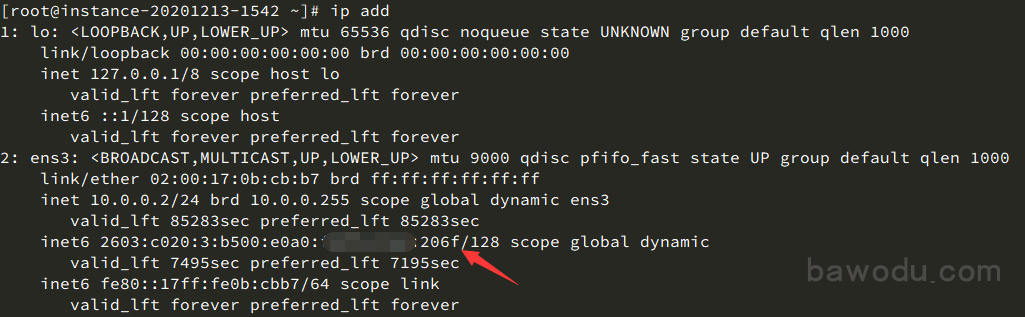 [root@instance-20201213-1542 ~]# ip add
1: lo: <LOOPBACK,UP,LOWER_UP> mtu 65536 qdisc noqueue state UNKNOWN group default qlen 1000
link/loopback 00:00:00:00:00:00 brd 00:00:00:00:00:00
inet 127.0.0.1/8 scope host lo
valid_lft forever preferred_lft forever
inet6 ::1/128 scope host
valid_lft forever preferred_lft forever
2: ens3: <BROADCAST,MULTICAST,UP,LOWER_UP> mtu 9000 qdisc pfifo_fast state UP group default qlen 1000
link/ether 02:00:17:0b:cb:b7 brd ff:ff:ff:ff:ff:ff
inet 10.0.0.2/24 brd 10.0.0.255 scope global dynamic ens3
valid_lft 85283sec preferred_lft 85283sec
inet6 2603:c020:3:b500:e0a0: :206f/128 scope global dynamic
valid_lft 7495sec preferred_lft 7195sec
inet6 fe80::17ff:fe0b:cbb7/64 scope link
valid_lft forever preferred_lft forever
bawodu.com